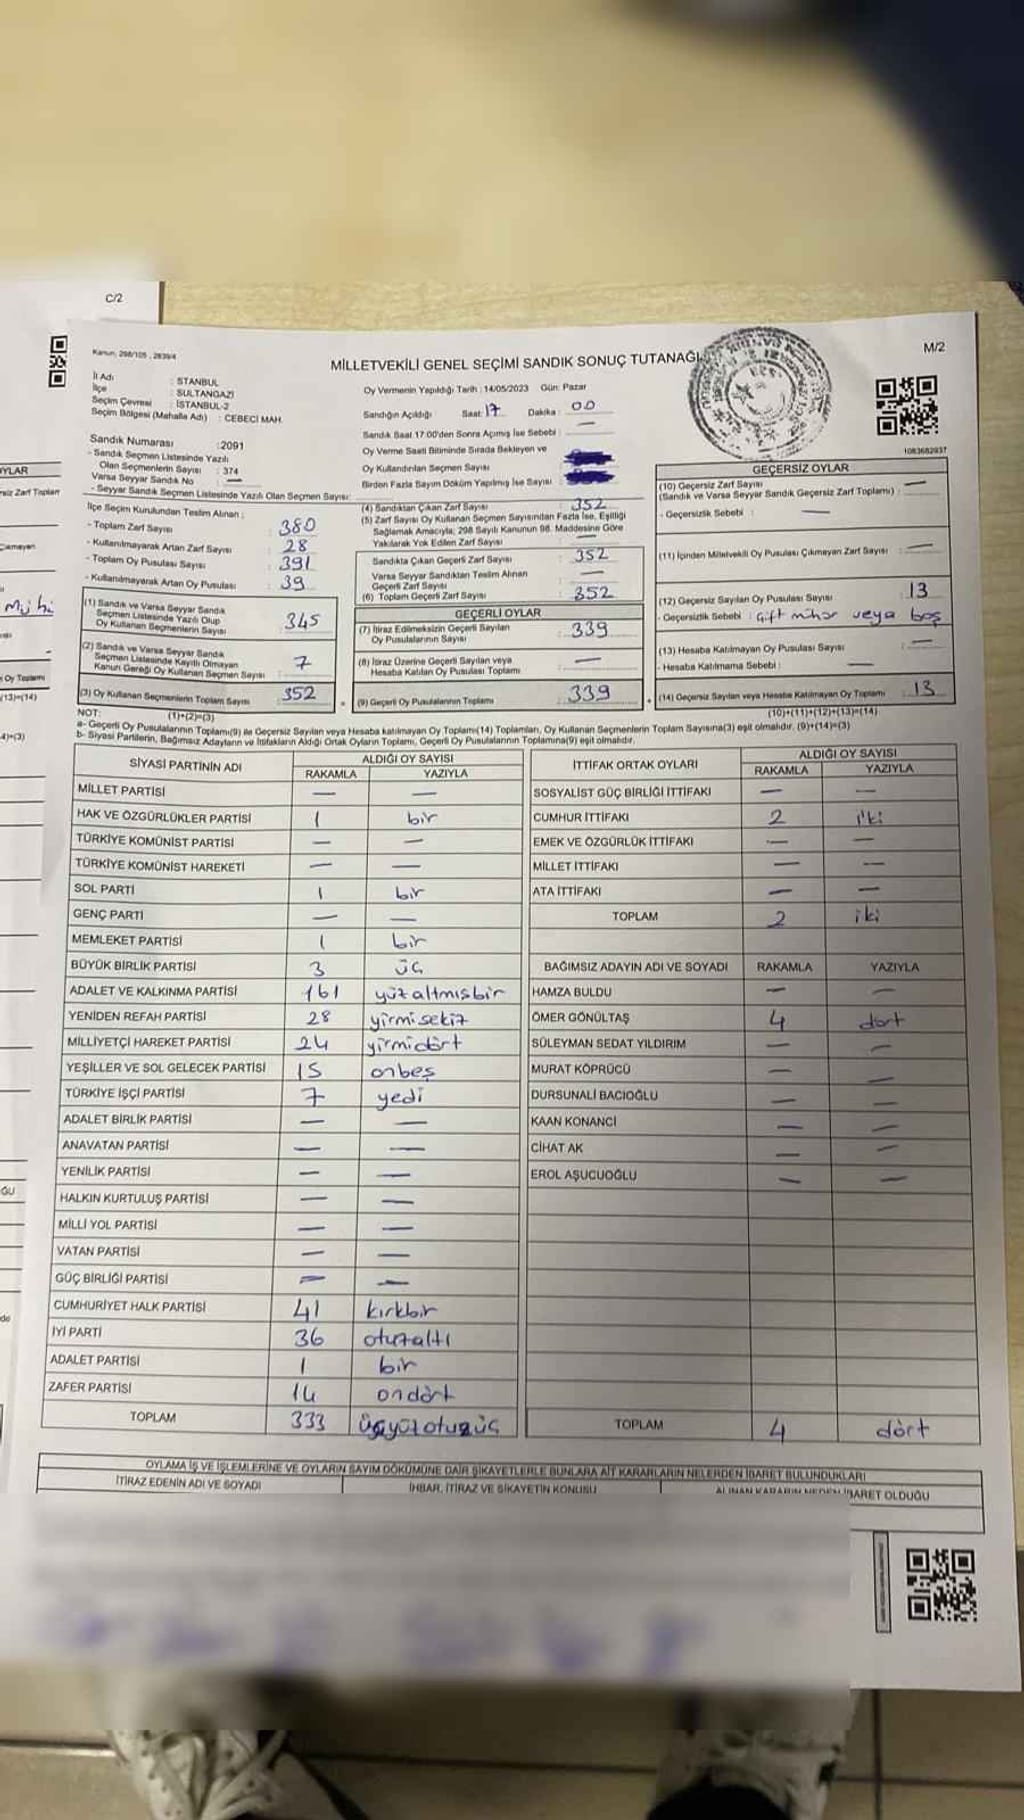 C/2
Kanun, 298/105 , 2839/4
MİLLETVEKİLİ GENEL SEÇİMİ SANDIK SONUÇ TUTANAĞI
M/2
İl Adı : STANBUL
İlçe : SULTANGAZİ
Seçim Çevresi : İSTANBUL-2
Seçim Bölgesi (Mahalle Adı) : CEBECİ MAH.
Sandık Numarası : 2091
- Sandık Seçmen Listesinde Yazılı
Olan Seçmenlerin Sayısı : 374
Varsa Seyyar Sandık No : —
- Seyyar Sandık Seçmen Listesinde Yazılı Olan Seçmen Sayısı:
Oy Vermenin Yapıldığı Tarih : 14/05/2023 Gün: Pazar
Sandığın Açıldığı : Saat: 17 Dakika : 00
Sandık Saat 17:00'den Sonra Açımış İse Sebebi : —
Oy Verme Saati Bitiminde Sırada Bekleyen ve
Oy Kullandırılan Seçmen Sayısı
Birden Fazla Sayım Döküm Yapılmış İse Sayısı
1083682937
İlçe Seçim Kurulundan Teslim Alınan ;
- Toplam Zarf Sayısı : 380
- Kullanılmayarak Artan Zarf Sayısı : 28
- Toplam Oy Pusulası Sayısı : 391
- Kullanılmayarak Artan Oy Pusulası : 39
(1) Sandık ve Varsa Seyyar Sandık
Seçmen Listesinde Yazılı Olup
Oy Kullanan Seçmenlerin Sayısı : 345
(2) Sandık ve Varsa Seyyar Sandık
Seçmen Listesinde Kayıtlı Olmayan
Kanun Gereği Oy Kullanan Seçmen Sayısı : 7
(3) Oy Kullanan Seçmenlerin Toplam Sayısı : 352
(4) Sandıktan Çıkan Zarf Sayısı : 352
(5) Zarf Sayısı Oy Kullanan Seçmen Sayısından Fazla İse, Eşitliği
Sağlamak Amacıyla, 298 Sayılı Kanunun 98. Maddesine Göre
Yakılarak Yok Edilen Zarf Sayısı : —
Sandıkta Çıkan Geçerli Zarf Sayısı : 352
Varsa Seyyar Sandıktan Teslim Alınan
Geçerli Zarf Sayısı : —
(6) Toplam Geçerli Zarf Sayısı : 352
GEÇERLİ OYLAR
(7) İtiraz Edilmeksizin Geçerli Sayılan
Oy Pusulalarının Sayısı : 339
(8) İtiraz Üzerine Geçerli Sayılan veya
Hesaba Katılan Oy Pusulası Toplamı : —
(9) Geçerli Oy Pusulalarının Toplamı : 339
GEÇERSİZ OYLAR
(10) Geçersiz Zarf Sayısı
(Sandık ve Varsa Seyyar Sandık Geçersiz Zarf Toplamı) : —
- Geçersizlik Sebebi : —
(11) İçinden Milletvekili Oy Pusulası Çıkmayan Zarf Sayısı : —
(12) Geçersiz Sayılan Oy Pusulası Sayısı : 13
- Geçersizlik Sebebi : çift mühür veya boş
(13) Hesaba Katılmayan Oy Pusulası Sayısı : —
- Hesaba Katılmama Sebebi : —
(14) Geçersiz Sayılan veya Hesaba Katılmayan Oy Toplamı : 13
(10)+(11)+(12)+(13)=(14)
NOT: (1)+(2)=(3)
a- Geçerli Oy Pusulalarının Toplamı(9) ile Geçersiz Sayılan veya Hesaba katılmayan Oy Toplamı(14) Toplamları, Oy Kullanan Seçmenlerin Toplam Sayısına(3) eşit olmalıdır. (9)+(14)=(3)
b- Siyasi Partilerin, Bağımsız Adayların ve İttifakların Aldığı Ortak Oyların Toplamı, Geçerli Oy Pusulalarının Toplamına(9) eşit olmalıdır.
SİYASİ PARTİNİN ADI ALDIĞI OY SAYISI
RAKAMLA YAZIYLA
MİLLET PARTİSİ — —
HAK VE ÖZGÜRLÜKLER PARTİSİ 1 bir
TÜRKİYE KOMÜNİST PARTİSİ — —
TÜRKİYE KOMÜNİST HAREKETİ — —
SOL PARTİ 1 bir
GENÇ PARTİ — —
MEMLEKET PARTİSİ 1 bir
BÜYÜK BİRLİK PARTİSİ 3 üç
ADALET VE KALKINMA PARTİSİ 161 yüzaltmışbir
YENİDEN REFAH PARTİSİ 28 yirmisekiz
MİLLİYETÇİ HAREKET PARTİSİ 24 yirmidört
YEŞİLLER VE SOL GELECEK PARTİSİ 15 onbeş
TÜRKİYE İŞÇİ PARTİSİ 7 yedi
ADALET BİRLİK PARTİSİ — —
ANAVATAN PARTİSİ — —
YENİLİK PARTİSİ — —
HALKIN KURTULUŞ PARTİSİ — —
MİLLİ YOL PARTİSİ — —
VATAN PARTİSİ — —
GÜÇ BİRLİĞİ PARTİSİ — —
CUMHURİYET HALK PARTİSİ 41 kırkbir
İYİ PARTİ 36 otuzaltı
ADALET PARTİSİ 1 bir
ZAFER PARTİSİ 14 ondört
TOPLAM 333 üçyüzotuzüç
İTTİFAK ORTAK OYLARI ALDIĞI OY SAYISI
RAKAMLA YAZIYLA
SOSYALİST GÜÇ BİRLİĞİ İTTİFAKI — —
CUMHUR İTTİFAKI 2 iki
EMEK VE ÖZGÜRLÜK İTTİFAKI — —
MİLLET İTTİFAKI — —
ATA İTTİFAKI — —
TOPLAM 2 iki
BAĞIMSIZ ADAYIN ADI VE SOYADI RAKAMLA YAZIYLA
HAMZA BULDU — —
ÖMER GÖNÜLTAŞ 4 dört
SÜLEYMAN SEDAT YILDIRIM — —
MURAT KÖPRÜCÜ — —
DURSUNALİ BACIOĞLU — —
KAAN KONANCİ — —
CİHAT AK — —
EROL AŞUCUOĞLU — —
TOPLAM 4 dört
OYLAMA İŞ VE İŞLEMLERİNE VE OYLARIN SAYIM DÖKÜMÜNE DAİR ŞİKAYETLERLE BUNLARA AİT KARARLARIN NELERDEN İBARET BULUNDUKLARI
İTİRAZ EDENİN ADI VE SOYADI
İHBAR, İTİRAZ VE ŞİKAYETİN KONUSU
ALINAN KARARIN NEDEN İBARET OLDUĞU